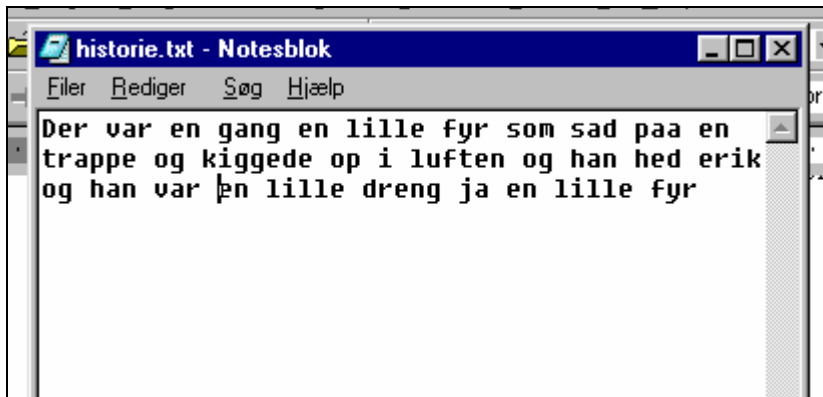 historie.txt - Notesblok
Filer Rediger Søg Hjælp
Der var en gang en lille fyr som sad paa en
trappe og kiggede op i luften og han hed erik
og han var en lille dreng ja en lille fyr